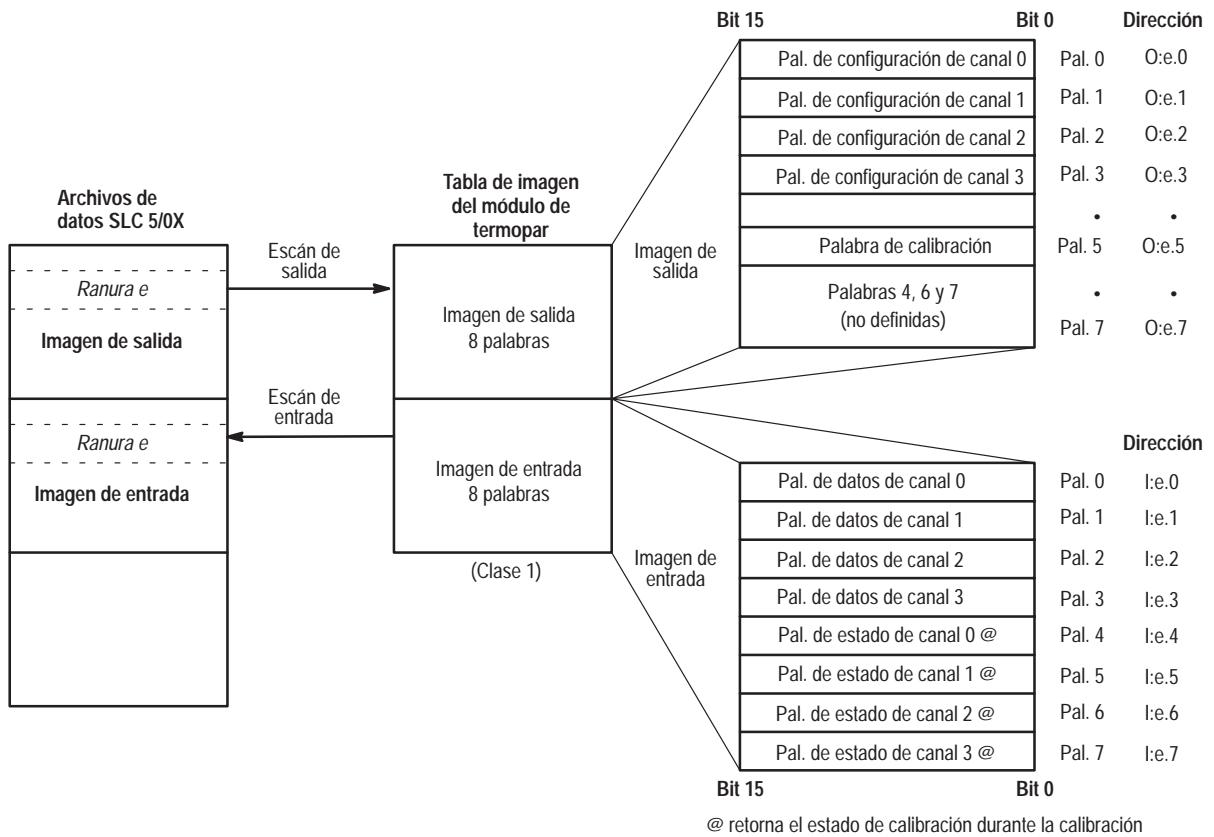 Archivos de
datos SLC 5/0X
Ranura e
Imagen de salida
Ranura e
Imagen de entrada
Escán de
salida
Escán de
entrada
Tabla de imagen
del módulo de
termopar
Imagen de salida
8 palabras
Imagen de entrada
8 palabras
(Clase 1)
Imagen de
salida
Bit 15 Bit 0 Dirección
Pal. de configuración de canal 0 Pal. 0 O:e.0
Pal. de configuración de canal 1 Pal. 1 O:e.1
Pal. de configuración de canal 2 Pal. 2 O:e.2
Pal. de configuración de canal 3 Pal. 3 O:e.3
• •
Palabra de calibración Pal. 5 O:e.5
Palabras 4, 6 y 7 • •
(no definidas) Pal. 7 O:e.7
Imagen de
entrada
Dirección
Pal. de datos de canal 0 Pal. 0 I:e.0
Pal. de datos de canal 1 Pal. 1 I:e.1
Pal. de datos de canal 2 Pal. 2 I:e.2
Pal. de datos de canal 3 Pal. 3 I:e.3
Pal. de estado de canal 0 @ Pal. 4 I:e.4
Pal. de estado de canal 1 @ Pal. 5 I:e.5
Pal. de estado de canal 2 @ Pal. 6 I:e.6
Pal. de estado de canal 3 @ Pal. 7 I:e.7
Bit 15 Bit 0
@ retorna el estado de calibración durante la calibración